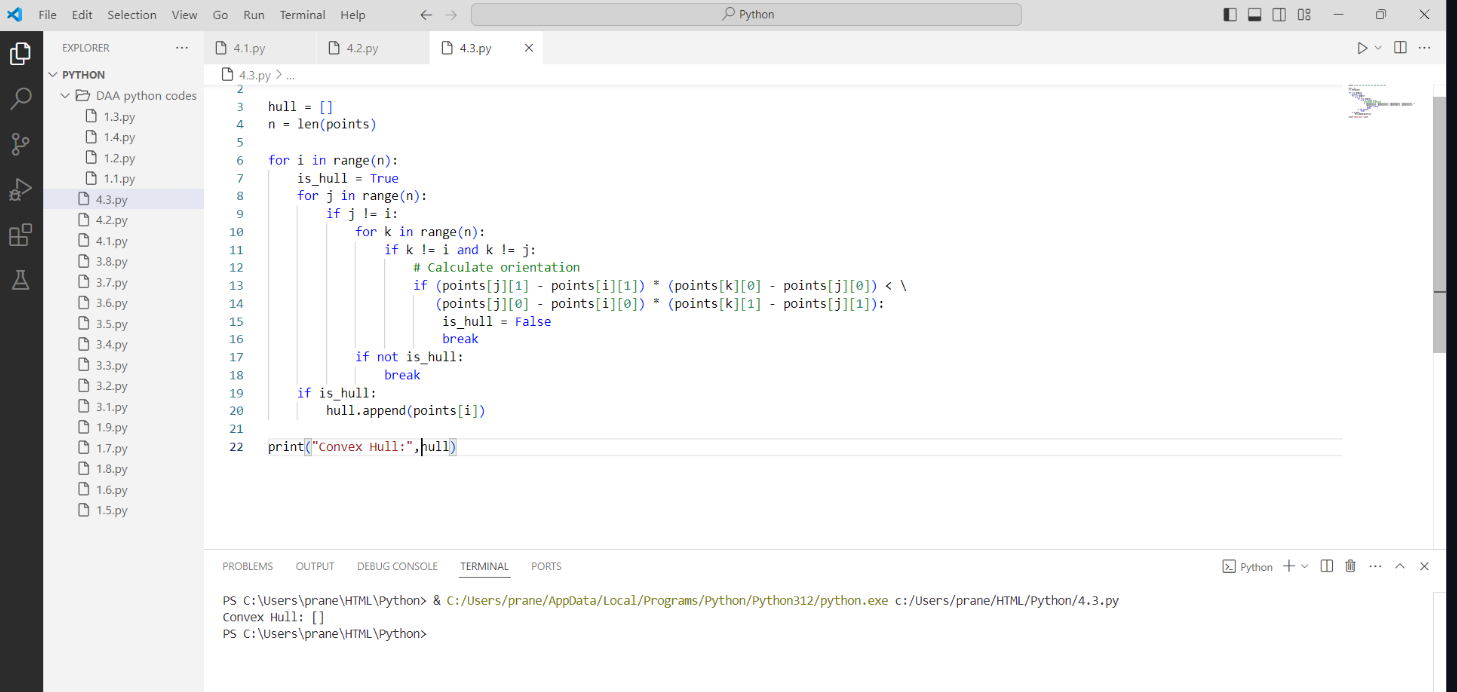 File Edit Selection View Go Run Terminal Help
Python
EXPLORER
PYTHON
DAA python codes
1.3.py
1.4.py
1.2.py
1.1.py
4.3.py
4.2.py
4.1.py
3.8.py
3.7.py
3.6.py
3.5.py
3.4.py
3.3.py
3.2.py
3.1.py
1.9.py
1.7.py
1.8.py
1.6.py
1.5.py
4.1.py 4.2.py 4.3.py
4.3.py > ...
2
3 hull = []
4 n = len(points)
5
6 for i in range(n):
7 is_hull = True
8 for j in range(n):
9 if j != i:
10 for k in range(n):
11 if k != i and k != j:
12 # Calculate orientation
13 if (points[j][1] - points[i][1]) * (points[k][0] - points[j][0]) < \
14 (points[j][0] - points[i][0]) * (points[k][1] - points[j][1]):
15 is_hull = False
16 break
17 if not is_hull:
18 break
19 if is_hull:
20 hull.append(points[i])
21
22 print("Convex Hull:",hull)
PROBLEMS OUTPUT DEBUG CONSOLE TERMINAL PORTS
Python
PS C:\Users\prane\HTML\Python> & C:/Users/prane/AppData/Local/Programs/Python/Python312/python.exe c:/Users/prane/HTML/Python/4.3.py
Convex Hull: []
PS C:\Users\prane\HTML\Python>